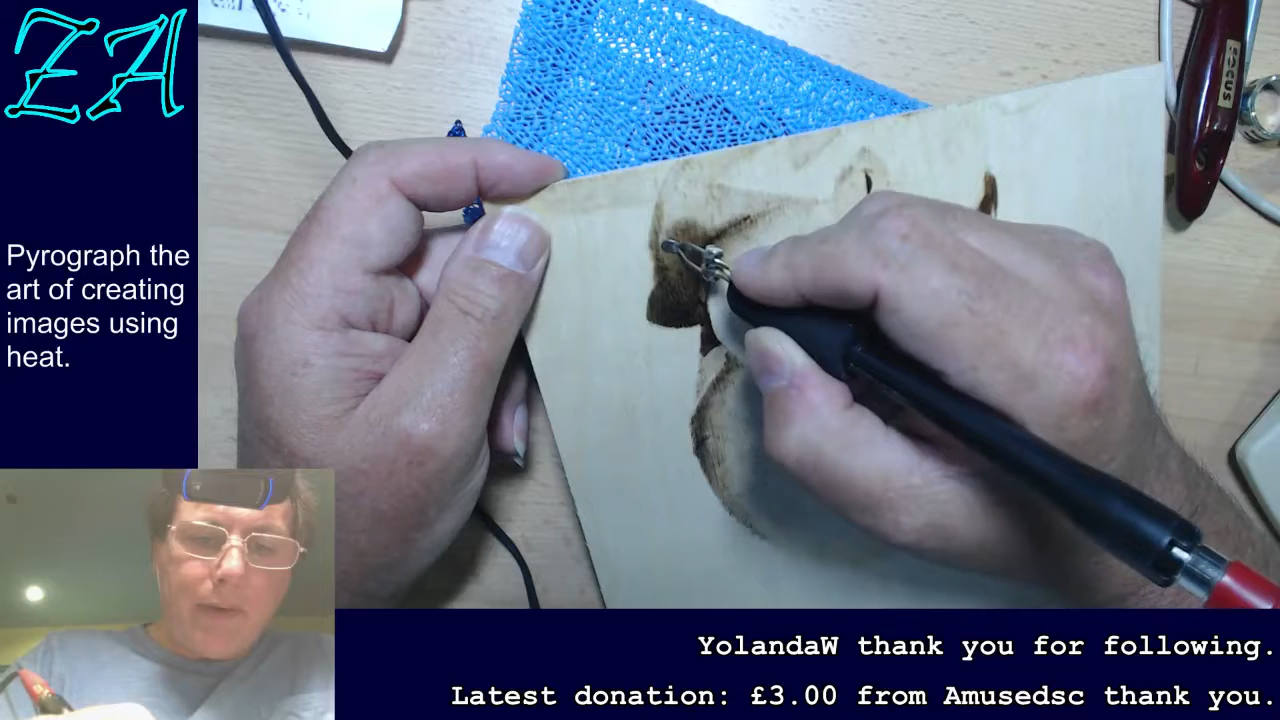 ZA
Pyrograph the
art of creating
images using
heat.
Focus
YolandaW thank you for following.
Latest donation: £3.00 from Amusedsc thank you.